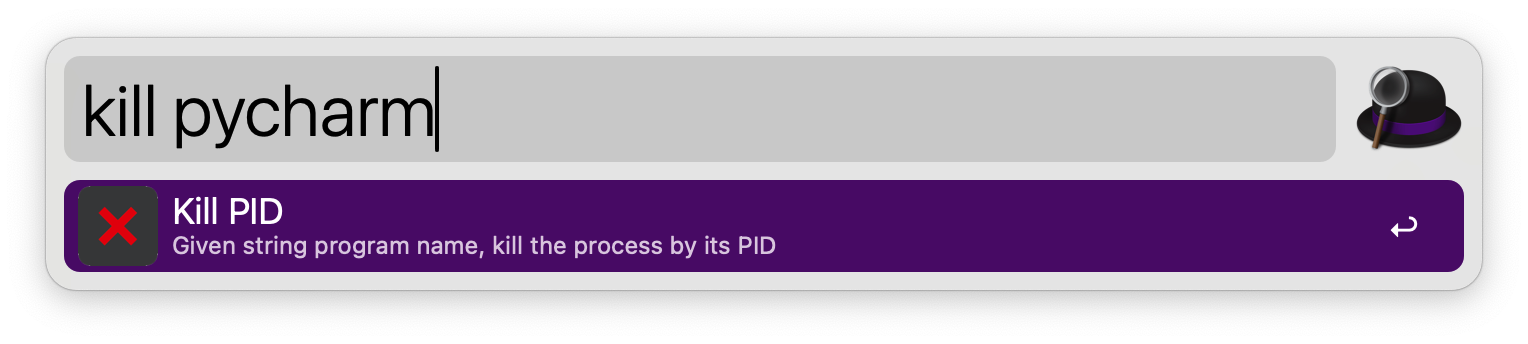 kill pycharm
Kill PID
Given string program name, kill the process by its PID